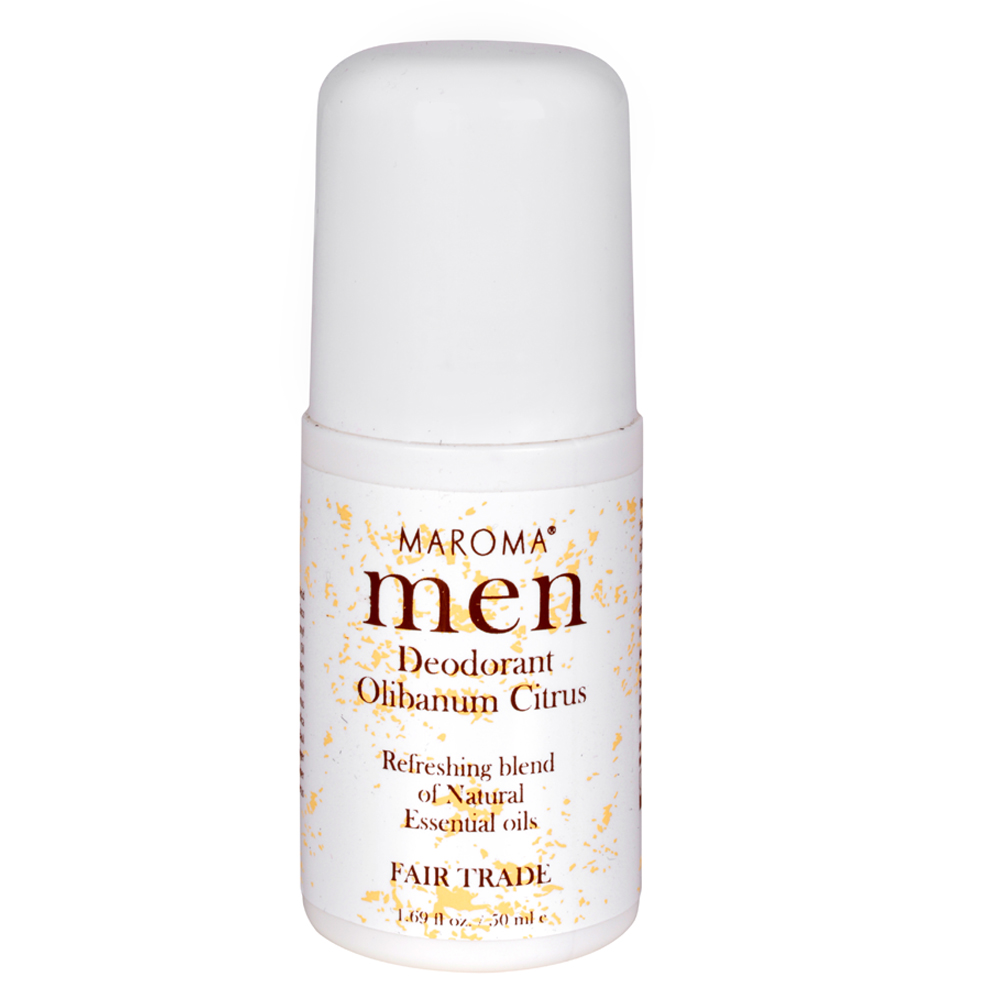 MAROMA®
men
Deodorant
Olibanum Citrus
Refreshing blend
of Natural
Essential oils
FAIR TRADE
1.69 fl oz. / 50 ml e